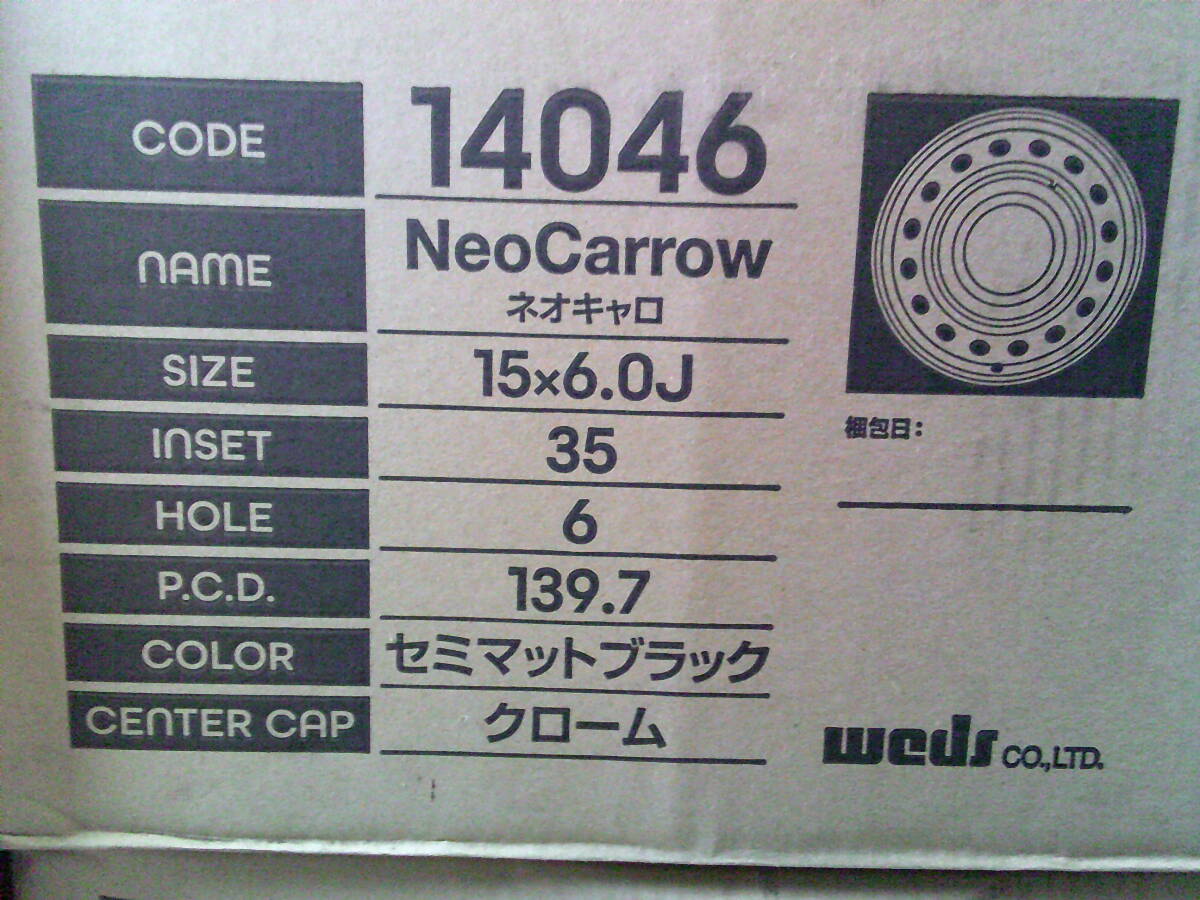 CODE 14046
NAME NeoCarrow
ネオキャロ
SIZE 15×6.0J
INSET 35
HOLE 6
P.C.D. 139.7
COLOR セミマットブラック
CENTER CAP クローム
梱包日:
weds CO.,LTD.